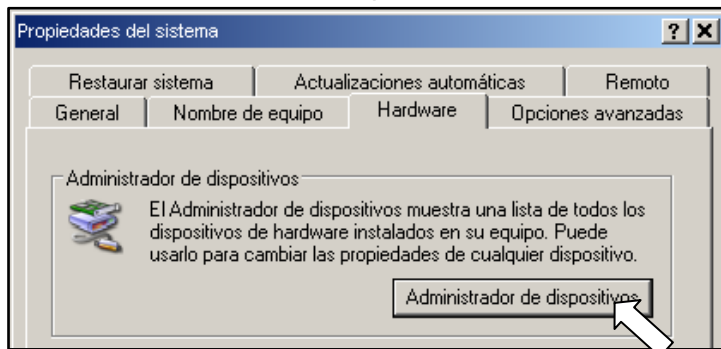 Propiedades del sistema
Restaurar sistema Actualizaciones automáticas Remoto
General Nombre de equipo Hardware Opciones avanzadas
Administrador de dispositivos
El Administrador de dispositivos muestra una lista de todos los
dispositivos de hardware instalados en su equipo. Puede
usarlo para cambiar las propiedades de cualquier dispositivo.
Administrador de dispositivos